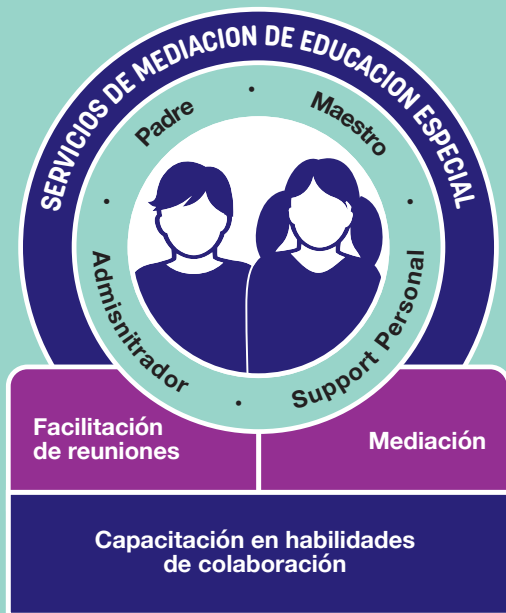 SERVICIOS DE MEDIACION DE EDUCACION ESPECIAL
Padre
Maestro
Admisnitrador
Support Personal
Facilitación
de reuniones
Mediación
Capacitación en habilidades
de colaboración